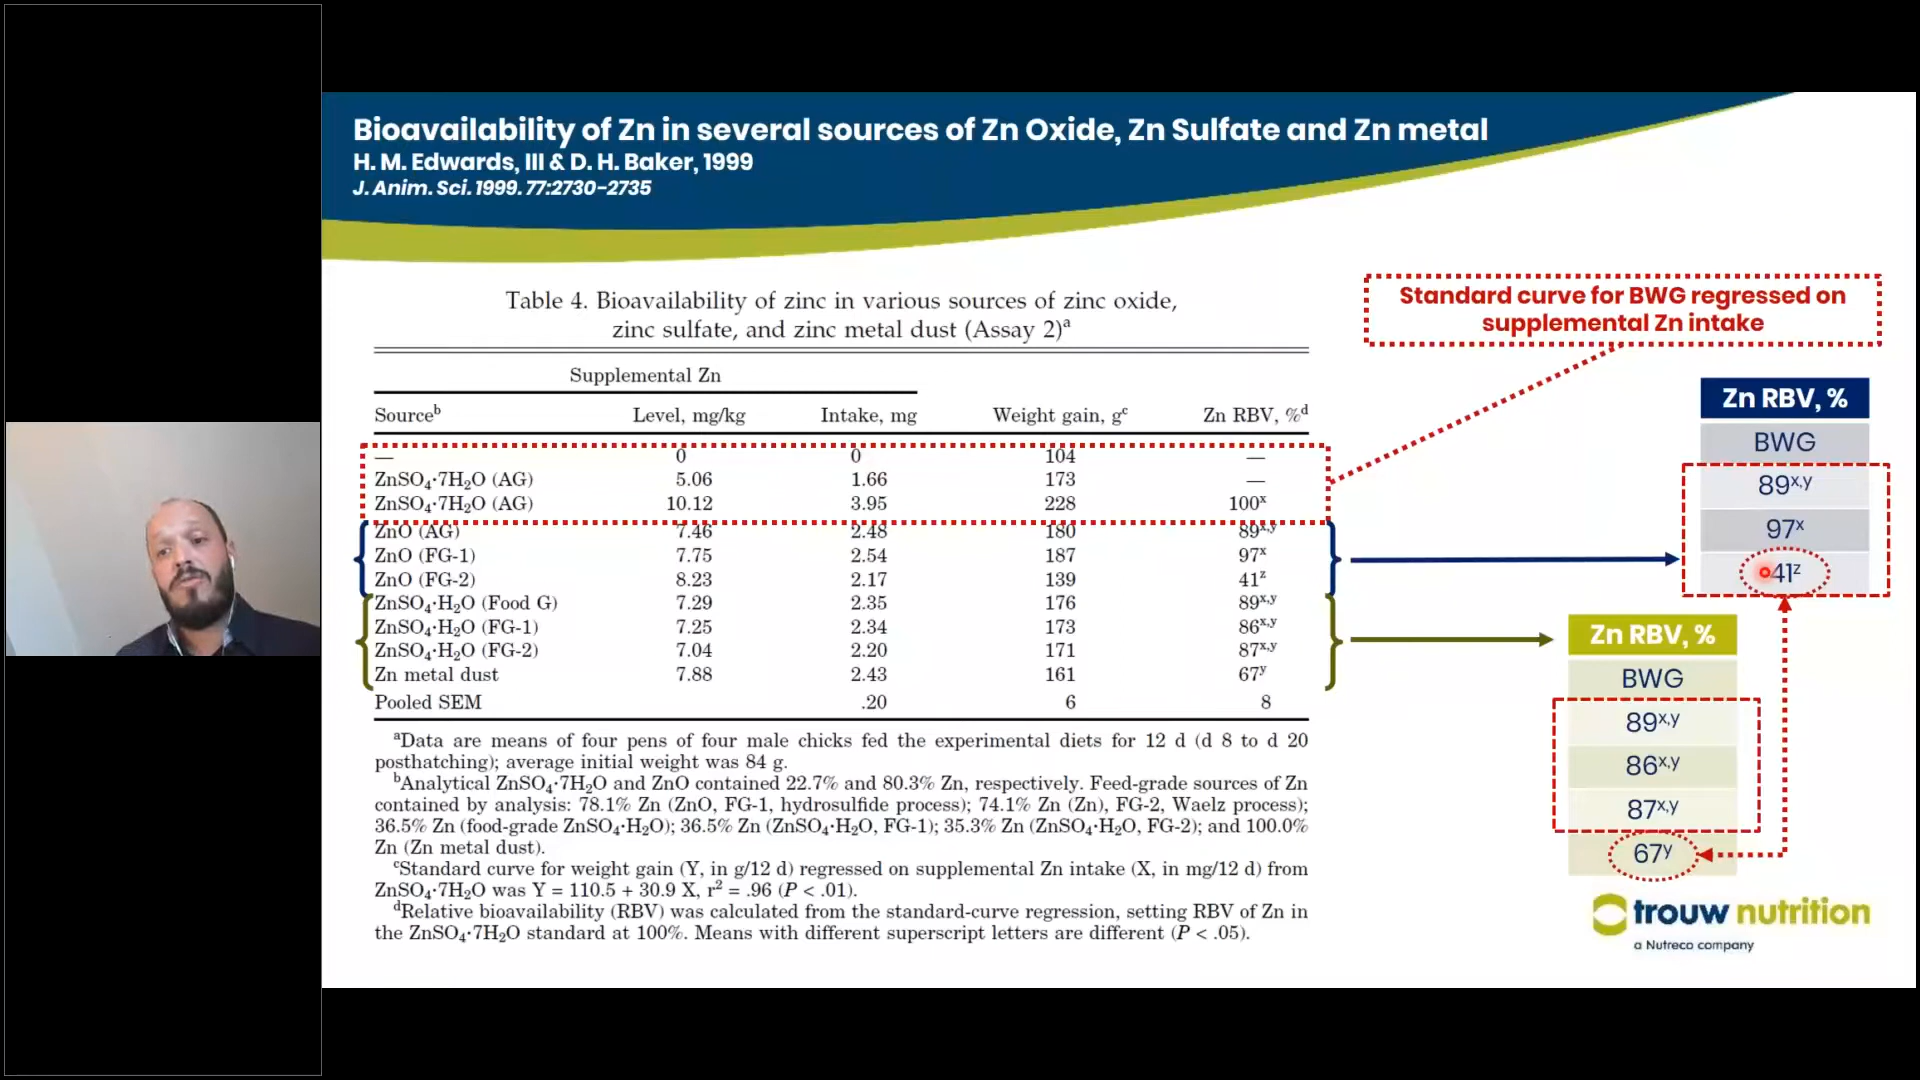 Bioavailability of Zn in several sources of Zn Oxide, Zn Sulfate and Zn metal
H. M. Edwards, III & D. H. Baker, 1999
J. Anim. Sci. 1999. 77:2730–2735
Table 4. Bioavailability of zinc in various sources of zinc oxide,
zinc sulfate, and zinc metal dust (Assay 2)ᵃ
Supplemental Zn
Sourceᵇ Level, mg/kg Intake, mg Weight gain, gᶜ Zn RBV, %ᵈ
— 0 0 104 —
ZnSO₄·7H₂O (AG) 5.06 1.66 173 —
ZnSO₄·7H₂O (AG) 10.12 3.95 228 100ˣ
ZnO (AG) 7.46 2.48 180 89ˣ,ʸ
ZnO (FG-1) 7.75 2.54 187 97ˣ
ZnO (FG-2) 8.23 2.17 139 41ᶻ
ZnSO₄·H₂O (Food G) 7.29 2.35 176 89ˣ,ʸ
ZnSO₄·H₂O (FG-1) 7.25 2.34 173 86ˣ,ʸ
ZnSO₄·H₂O (FG-2) 7.04 2.20 171 87ˣ,ʸ
Zn metal dust 7.88 2.43 161 67ʸ
Pooled SEM .20 6 8
ᵃData are means of four pens of four male chicks fed the experimental diets for 12 d (d 8 to d 20
posthatching); average initial weight was 84 g.
ᵇAnalytical ZnSO₄·7H₂O and ZnO contained 22.7% and 80.3% Zn, respectively. Feed-grade sources of Zn
contained by analysis: 78.1% Zn (ZnO, FG-1, hydrosulfide process); 74.1% Zn (Zn), FG-2, Waelz process);
36.5% Zn (food-grade ZnSO₄·H₂O); 36.5% Zn (ZnSO₄·H₂O, FG-1); 35.3% Zn (ZnSO₄·H₂O, FG-2); and 100.0%
Zn (Zn metal dust).
ᶜStandard curve for weight gain (Y, in g/12 d) regressed on supplemental Zn intake (X, in mg/12 d) from
ZnSO₄·7H₂O was Y = 110.5 + 30.9 X, r² = .96 (P < .01).
ᵈRelative bioavailability (RBV) was calculated from the standard-curve regression, setting RBV of Zn in
the ZnSO₄·7H₂O standard at 100%. Means with different superscript letters are different (P < .05).
Standard curve for BWG regressed on
supplemental Zn intake
Zn RBV, %
BWG
89ˣ,ʸ
97ˣ
41ᶻ
Zn RBV, %
BWG
89ˣ,ʸ
86ˣ,ʸ
87ˣ,ʸ
67ʸ
trouw nutrition
a Nutreco company